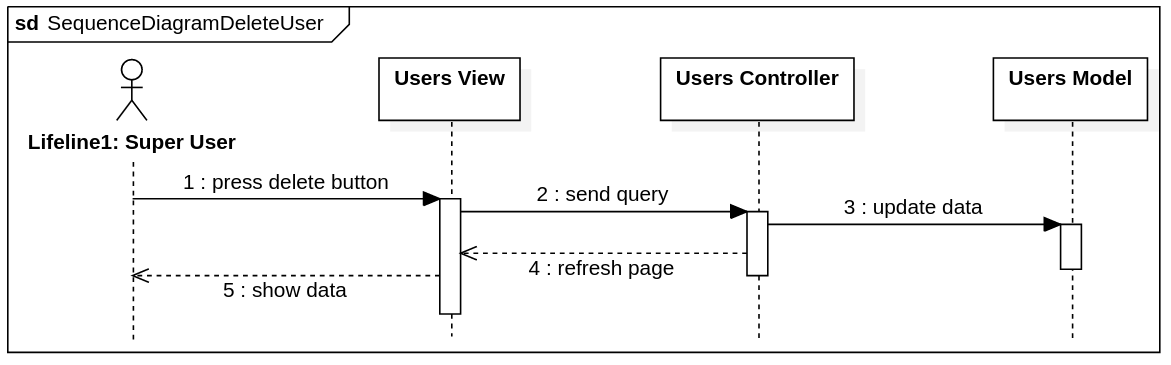 sd SequenceDiagramDeleteUser
Users View
Users Controller
Users Model
Lifeline1: Super User
1 : press delete button
2 : send query
3 : update data
4 : refresh page
5 : show data